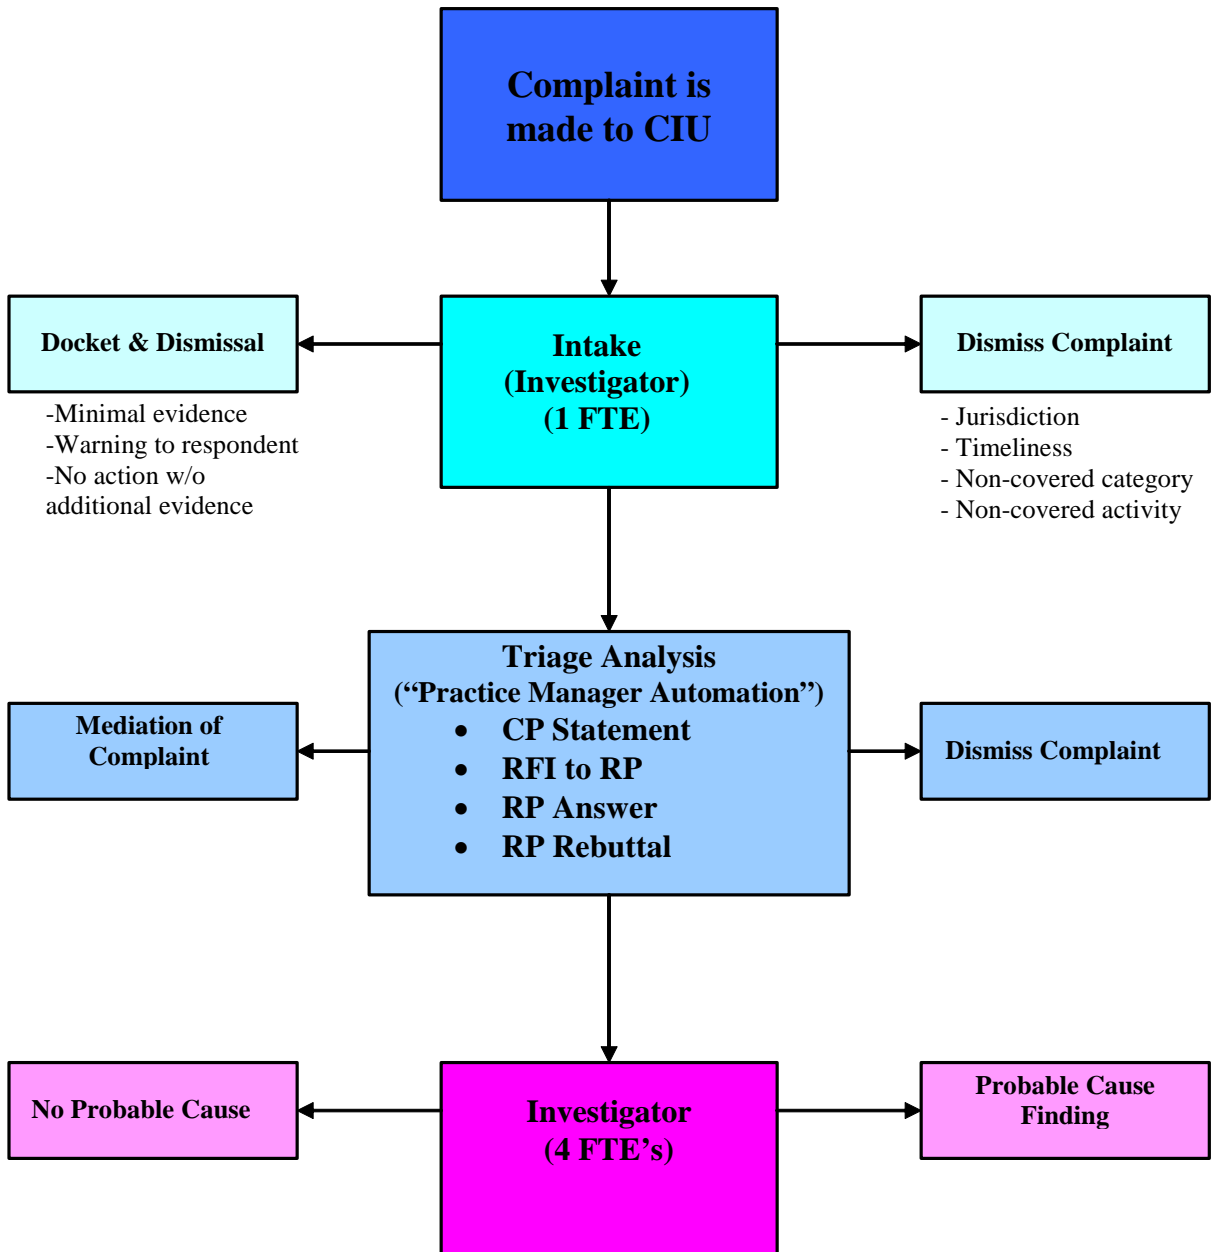 Complaint is
made to CIU
Docket & Dismissal
-Minimal evidence
-Warning to respondent
-No action w/o
additional evidence
Intake
(Investigator)
(1 FTE)
Dismiss Complaint
- Jurisdiction
- Timeliness
- Non-covered category
- Non-covered activity
Mediation of
Complaint
Triage Analysis
(“Practice Manager Automation”)
• CP Statement
• RFI to RP
• RP Answer
• RP Rebuttal
Dismiss Complaint
No Probable Cause
Investigator
(4 FTE’s)
Probable Cause
Finding